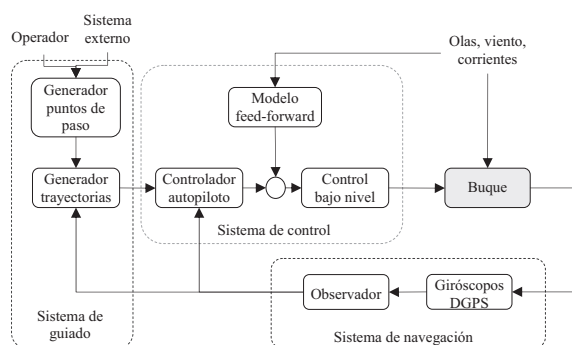 Sistema
externo
Operador
Olas, viento,
corrientes
Generador
puntos de
paso
Modelo
feed-forward
Generador
trayectorias
Controlador
autopiloto
Control
bajo nivel
Buque
Sistema de control
Observador
Giróscopos
DGPS
Sistema de
guiado
Sistema de navegación